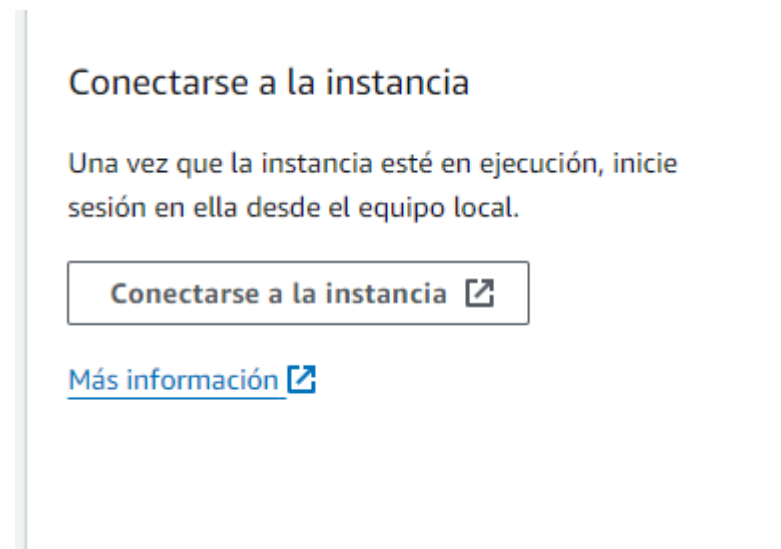 Conectarse a la instancia
Una vez que la instancia esté en ejecución, inicie
sesión en ella desde el equipo local.
Conectarse a la instancia
Más información